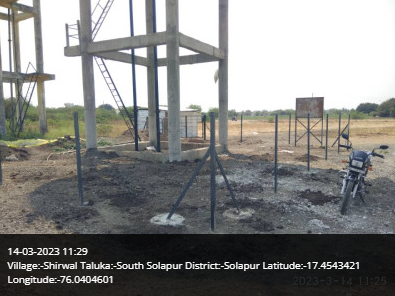 14-03-2023 11:29
Village:-Shirwal Taluka:-South Solapur District:-Solapur Latitude:-17.4543421
Longitude:-76.0404601
2023-3-14 11:25